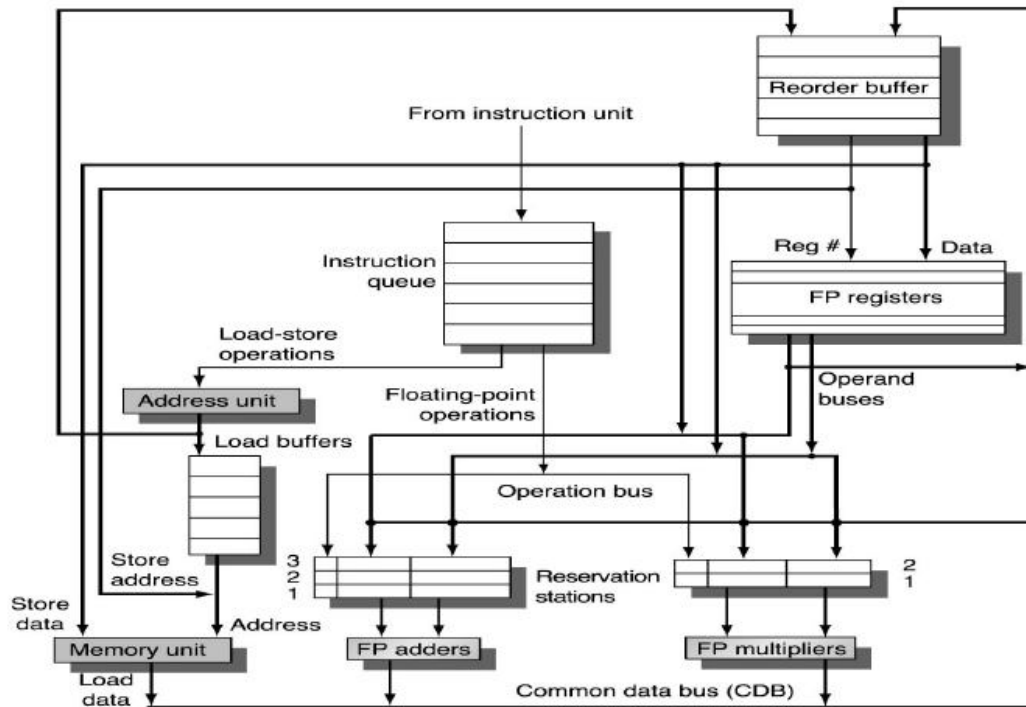 Reorder buffer
From instruction unit
Reg #
Data
Instruction
queue
FP registers
Load-store
operations
Operand
buses
Address unit
Floating-point
operations
Load buffers
Operation bus
Store
address
3
2
1
Reservation
stations
2
1
Store
data
Address
Memory unit
FP adders
FP multipliers
Load
data
Common data bus (CDB)